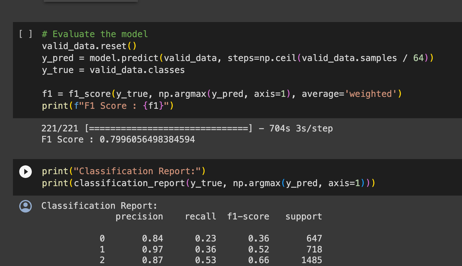 [ ] # Evaluate the model
valid_data.reset()
y_pred = model.predict(valid_data, steps=np.ceil(valid_data.samples / 64))
y_true = valid_data.classes
f1 = f1_score(y_true, np.argmax(y_pred, axis=1), average='weighted')
print(f"F1 Score : {f1}")
221/221 [==============================] - 704s 3s/step
F1 Score : 0.7996056498384594
print("Classification Report:")
print(classification_report(y_true, np.argmax(y_pred, axis=1)))
Classification Report:
precision recall f1-score support
0 0.84 0.23 0.36 647
1 0.97 0.36 0.52 718
2 0.87 0.53 0.66 1485